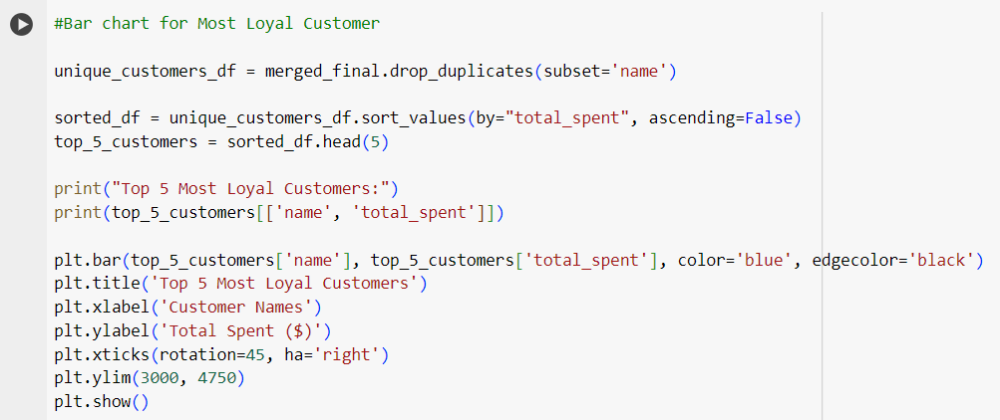 #Bar chart for Most Loyal Customer
unique_customers_df = merged_final.drop_duplicates(subset='name')
sorted_df = unique_customers_df.sort_values(by="total_spent", ascending=False)
top_5_customers = sorted_df.head(5)
print("Top 5 Most Loyal Customers:")
print(top_5_customers[['name', 'total_spent']])
plt.bar(top_5_customers['name'], top_5_customers['total_spent'], color='blue', edgecolor='black')
plt.title('Top 5 Most Loyal Customers')
plt.xlabel('Customer Names')
plt.ylabel('Total Spent ($)')
plt.xticks(rotation=45, ha='right')
plt.ylim(3000, 4750)
plt.show()